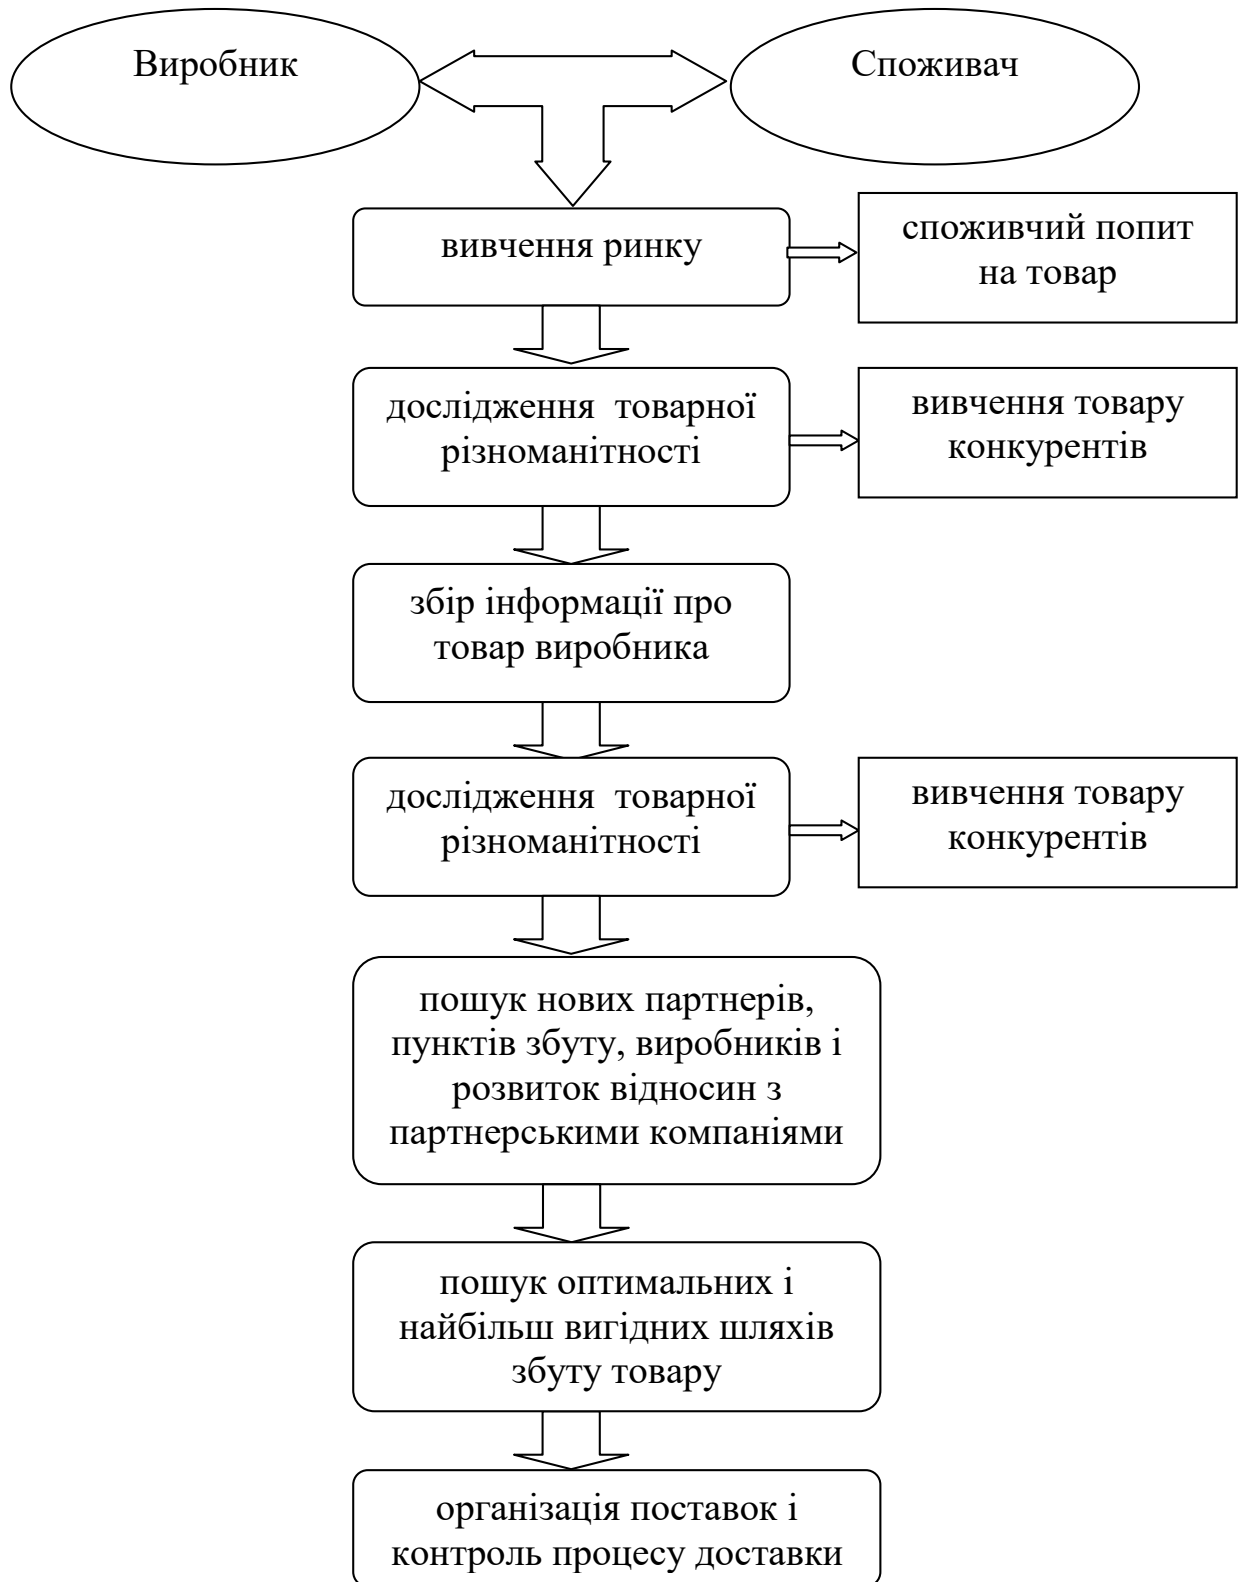 Виробник
Споживач
вивчення ринку
споживчий попит
на товар
дослідження  товарної
різноманітності
вивчення товару
конкурентів
збір інформації про
товар виробника
дослідження  товарної
різноманітності
вивчення товару
конкурентів
пошук нових партнерів,
пунктів збуту, виробників і
розвиток відносин з
партнерськими компаніями
пошук оптимальних і
найбільш вигідних шляхів
збуту товару
організація поставок і
контроль процесу доставки